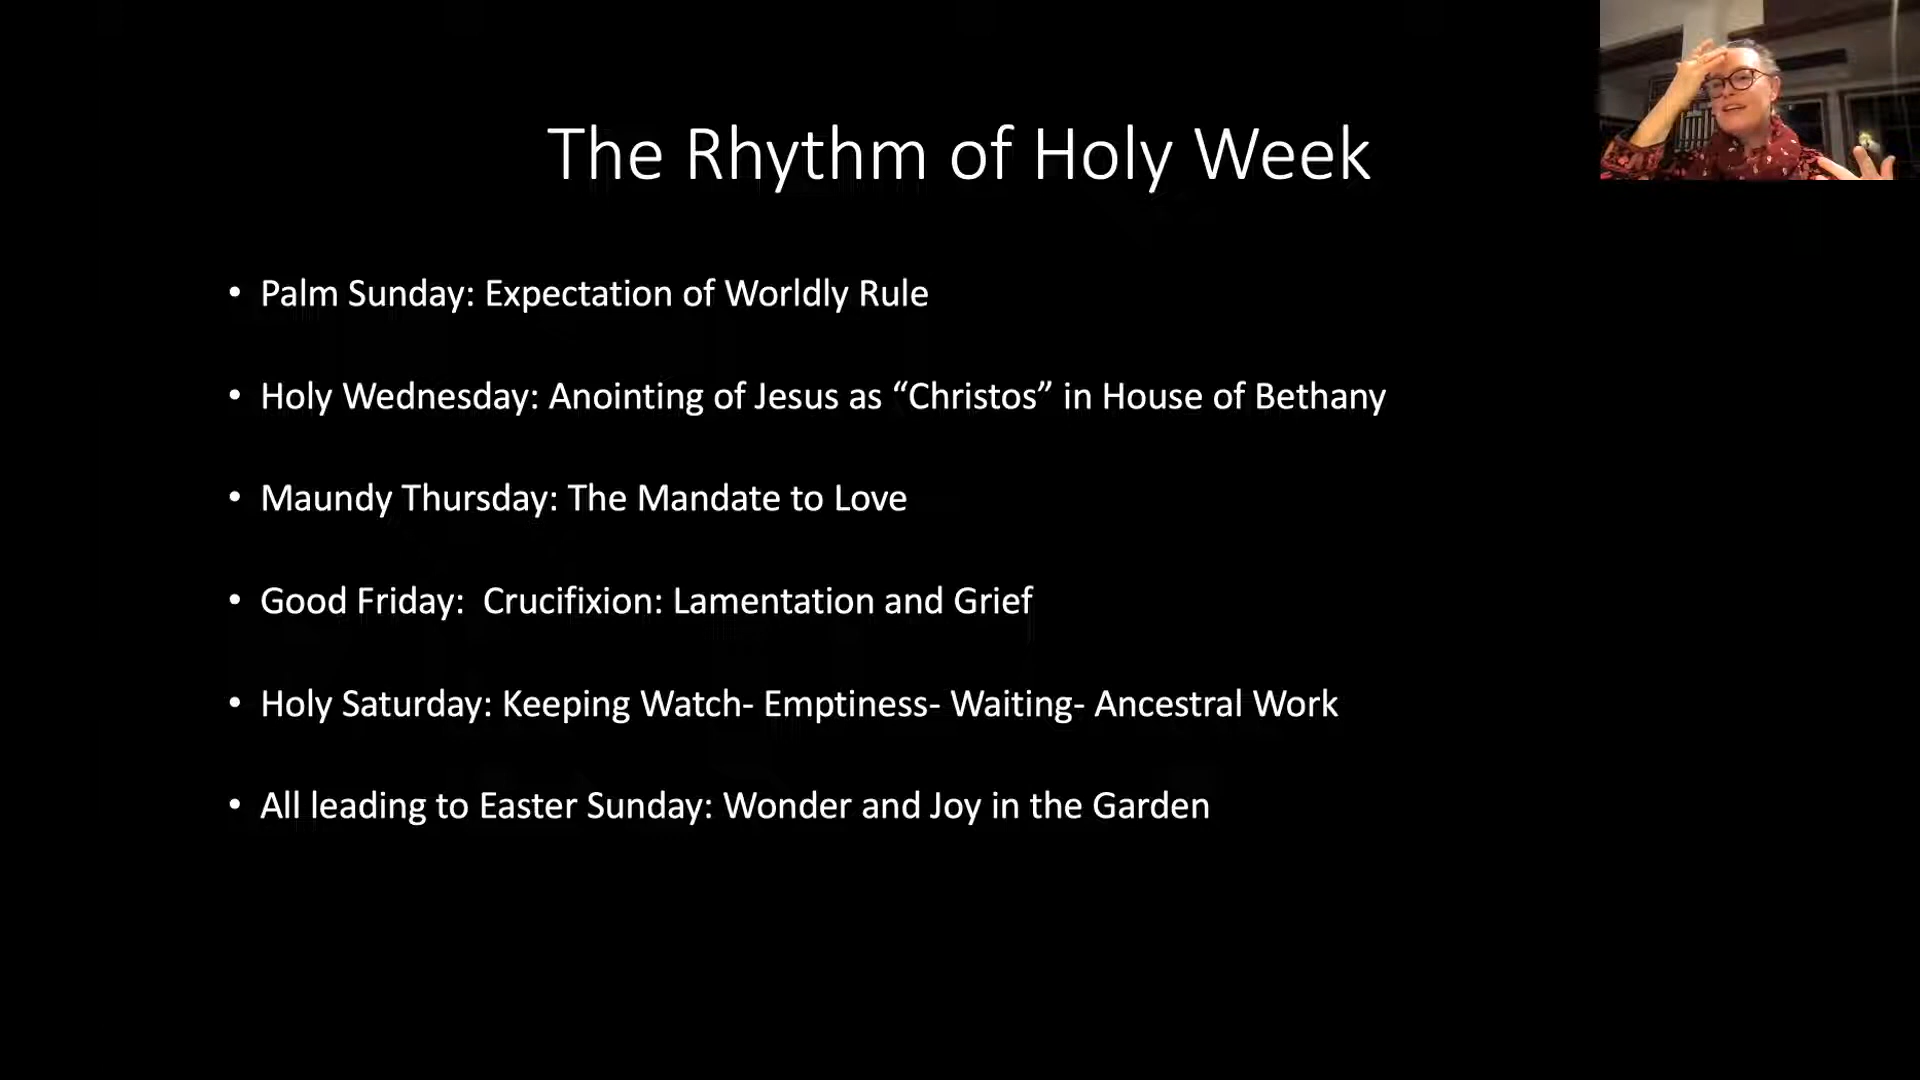 The Rhythm of Holy Week
• Palm Sunday: Expectation of Worldly Rule
• Holy Wednesday: Anointing of Jesus as “Christos” in House of Bethany
• Maundy Thursday: The Mandate to Love
• Good Friday:  Crucifixion: Lamentation and Grief
• Holy Saturday: Keeping Watch- Emptiness- Waiting- Ancestral Work
• All leading to Easter Sunday: Wonder and Joy in the Garden